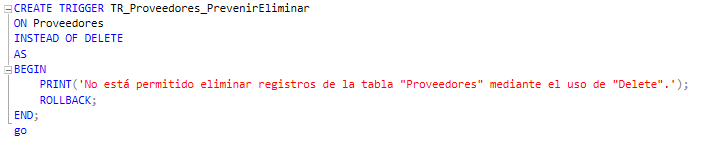 CREATE TRIGGER TR_Proveedores_PrevenirEliminar
ON Proveedores
INSTEAD OF DELETE
AS
BEGIN
    PRINT('No está permitido eliminar registros de la tabla "Proveedores" mediante el uso de "Delete".');
    ROLLBACK;
END;
go